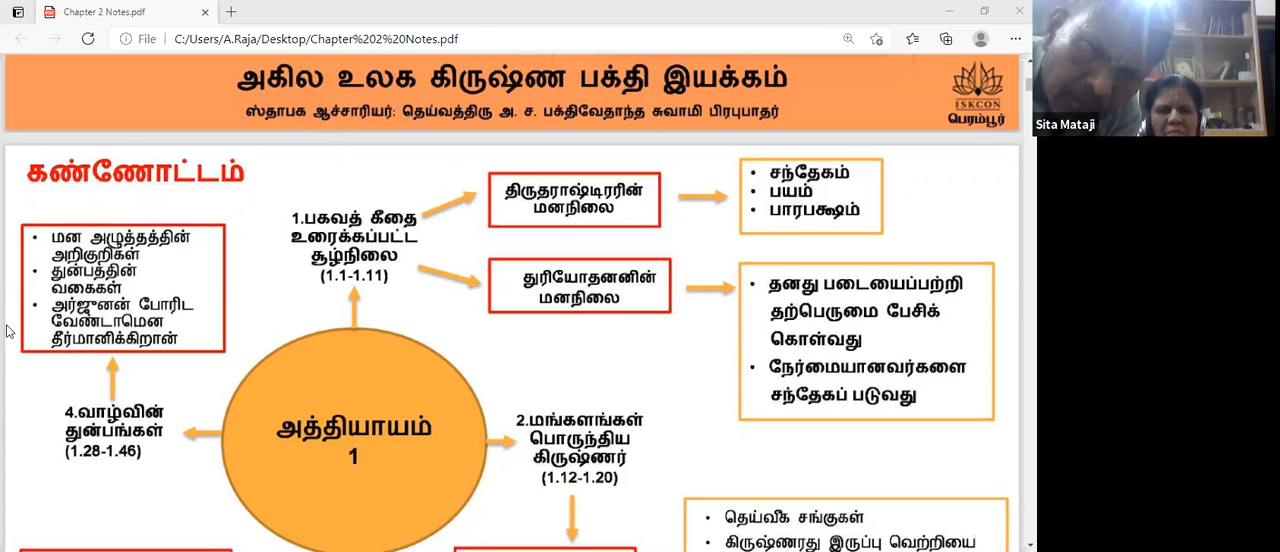 Chapter 2 Notes.pdf
File
C:/Users/A.Raja/Desktop/Chapter%202%20Notes.pdf
Sita Mataji
அகில உலக கிருஷ்ண பக்தி இயக்கம்
ஸ்தாபக ஆச்சாரியர்: தெய்வத்திரு அ. ச. பக்திவேதாந்த சுவாமி பிரபுபாதர்
ISKCON
பெரம்பூர்
கண்ணோட்டம்
1.பகவத் கீதை
உரைக்கப்பட்ட
சூழ்நிலை
(1.1-1.11)
திருதராஷ்டிரரின்
மனநிலை
• சந்தேகம்
• பயம்
• பாரபக்ஷம்
துரியோதனனின்
மனநிலை
• தனது படையைப்பற்றி
தற்பெருமை பேசிக்
கொள்வது
• நேர்மையானவர்களை
சந்தேகப் படுவது
• மன அழுத்தத்தின்
அறிகுறிகள்
• துன்பத்தின்
வகைகள்
• அர்ஜுனன் போரிட
வேண்டாமென
தீர்மானிக்கிறான்
4.வாழ்வின்
துன்பங்கள்
(1.28-1.46)
அத்தியாயம்
1
2.மங்களங்கள்
பொருந்திய
கிருஷ்ணர்
(1.12-1.20)
• தெய்வீக சங்குகள்
• கிருஷ்ணரது இருப்பு வெற்றியை